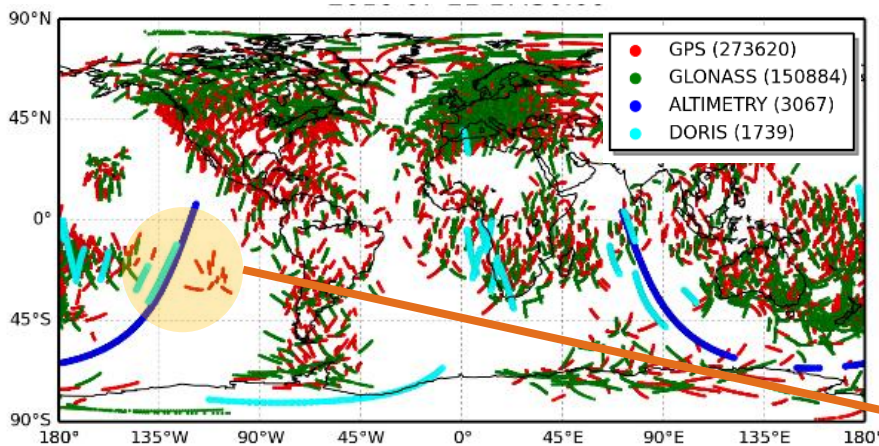 90°N
45°N
0°
45°S
90°S
180° 135°W 90°W 45°W 0° 45°E 90°E 135°E 180°
GPS (273620)
GLONASS (150884)
ALTIMETRY (3067)
DORIS (1739)